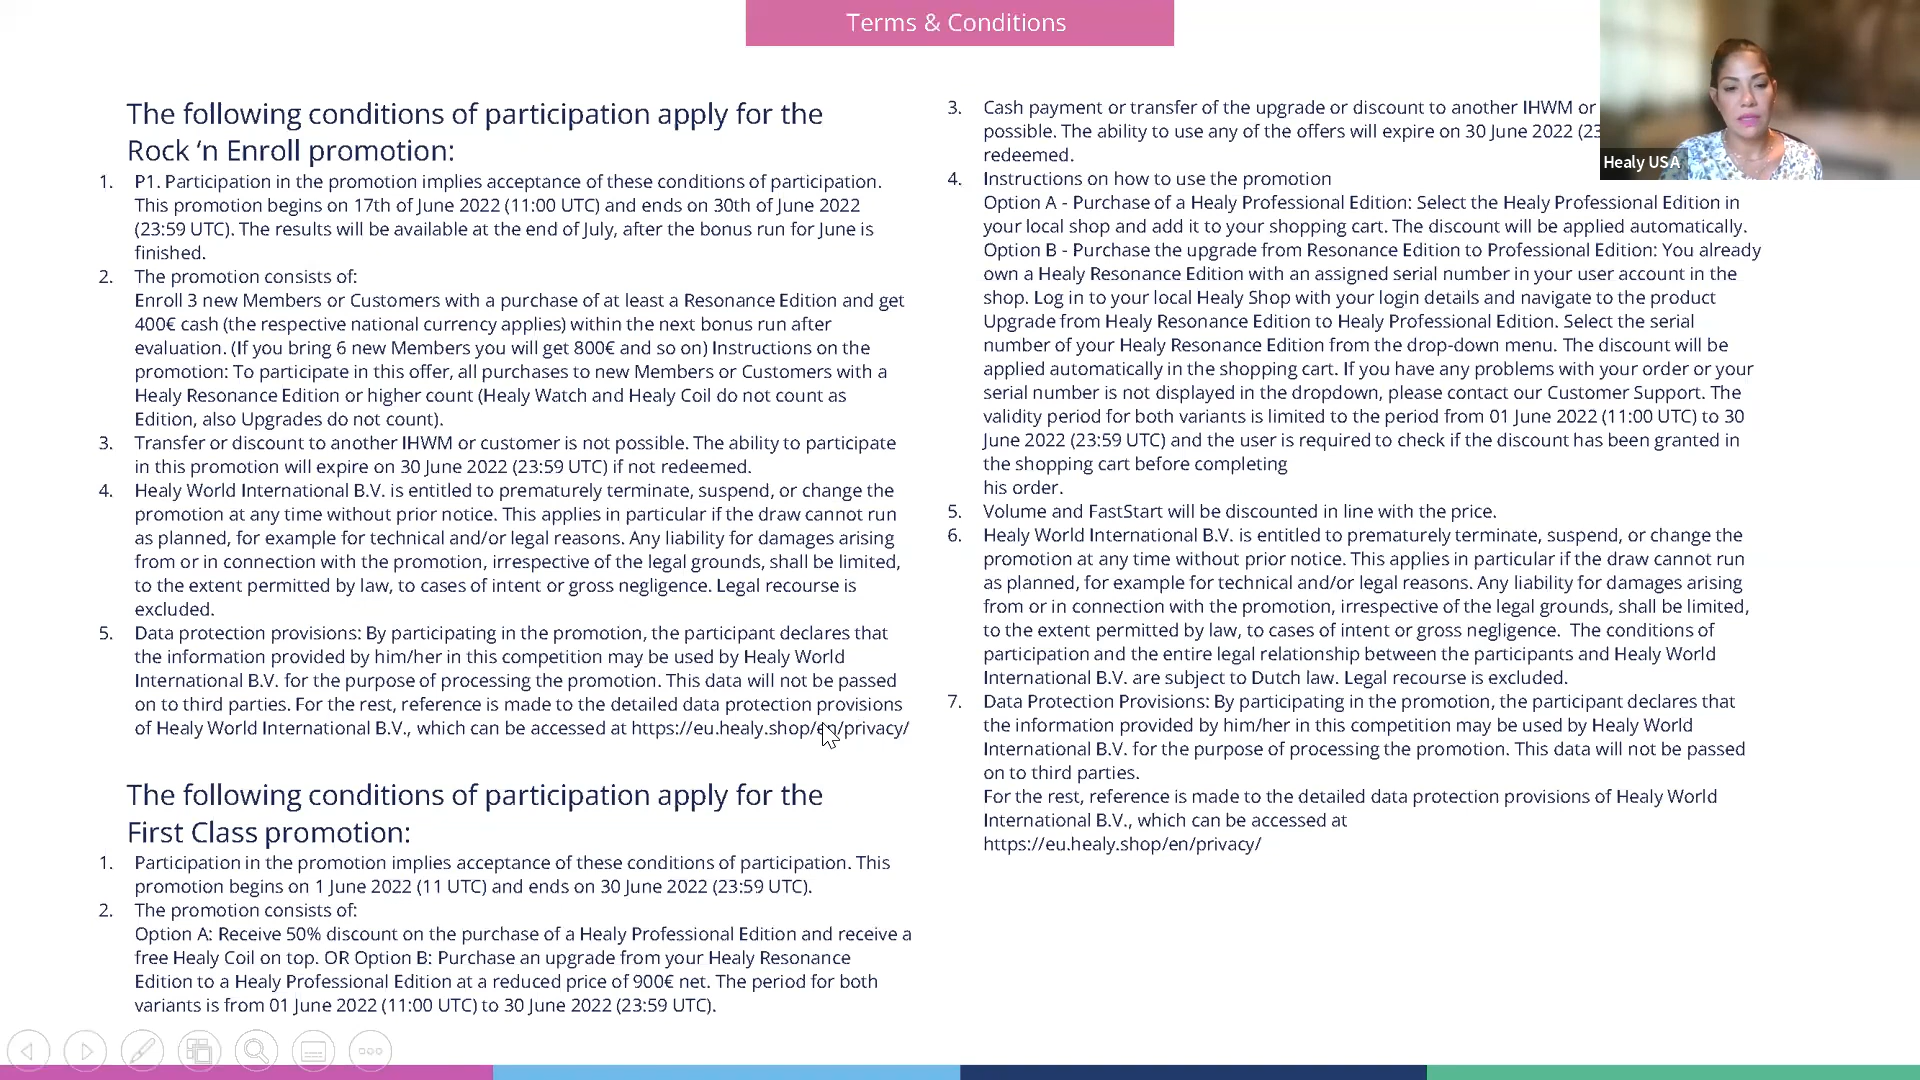 Terms & Conditions
The following conditions of participation apply for the
Rock ‘n Enroll promotion:
1. P1. Participation in the promotion implies acceptance of these conditions of participation.
This promotion begins on 17th of June 2022 (11:00 UTC) and ends on 30th of June 2022
(23:59 UTC). The results will be available at the end of July, after the bonus run for June is
finished.
2. The promotion consists of:
Enroll 3 new Members or Customers with a purchase of at least a Resonance Edition and get
400€ cash (the respective national currency applies) within the next bonus run after
evaluation. (If you bring 6 new Members you will get 800€ and so on) Instructions on the
promotion: To participate in this offer, all purchases to new Members or Customers with a
Healy Resonance Edition or higher count (Healy Watch and Healy Coil do not count as
Edition, also Upgrades do not count).
3. Transfer or discount to another IHWM or customer is not possible. The ability to participate
in this promotion will expire on 30 June 2022 (23:59 UTC) if not redeemed.
4. Healy World International B.V. is entitled to prematurely terminate, suspend, or change the
promotion at any time without prior notice. This applies in particular if the draw cannot run
as planned, for example for technical and/or legal reasons. Any liability for damages arising
from or in connection with the promotion, irrespective of the legal grounds, shall be limited,
to the extent permitted by law, to cases of intent or gross negligence. Legal recourse is
excluded.
5. Data protection provisions: By participating in the promotion, the participant declares that
the information provided by him/her in this competition may be used by Healy World
International B.V. for the purpose of processing the promotion. This data will not be passed
on to third parties. For the rest, reference is made to the detailed data protection provisions
of Healy World International B.V., which can be accessed at https://eu.healy.shop/en/privacy/
The following conditions of participation apply for the
First Class promotion:
1. Participation in the promotion implies acceptance of these conditions of participation. This
promotion begins on 1 June 2022 (11 UTC) and ends on 30 June 2022 (23:59 UTC).
2. The promotion consists of:
Option A: Receive 50% discount on the purchase of a Healy Professional Edition and receive a
free Healy Coil on top. OR Option B: Purchase an upgrade from your Healy Resonance
Edition to a Healy Professional Edition at a reduced price of 900€ net. The period for both
variants is from 01 June 2022 (11:00 UTC) to 30 June 2022 (23:59 UTC).
3. Cash payment or transfer of the upgrade or discount to another IHWM or
possible. The ability to use any of the offers will expire on 30 June 2022 (23
redeemed.
4. Instructions on how to use the promotion
Option A - Purchase of a Healy Professional Edition: Select the Healy Professional Edition in
your local shop and add it to your shopping cart. The discount will be applied automatically.
Option B - Purchase the upgrade from Resonance Edition to Professional Edition: You already
own a Healy Resonance Edition with an assigned serial number in your user account in the
shop. Log in to your local Healy Shop with your login details and navigate to the product
Upgrade from Healy Resonance Edition to Healy Professional Edition. Select the serial
number of your Healy Resonance Edition from the drop-down menu. The discount will be
applied automatically in the shopping cart. If you have any problems with your order or your
serial number is not displayed in the dropdown, please contact our Customer Support. The
validity period for both variants is limited to the period from 01 June 2022 (11:00 UTC) to 30
June 2022 (23:59 UTC) and the user is required to check if the discount has been granted in
the shopping cart before completing
his order.
5. Volume and FastStart will be discounted in line with the price.
6. Healy World International B.V. is entitled to prematurely terminate, suspend, or change the
promotion at any time without prior notice. This applies in particular if the draw cannot run
as planned, for example for technical and/or legal reasons. Any liability for damages arising
from or in connection with the promotion, irrespective of the legal grounds, shall be limited,
to the extent permitted by law, to cases of intent or gross negligence. The conditions of
participation and the entire legal relationship between the participants and Healy World
International B.V. are subject to Dutch law. Legal recourse is excluded.
7. Data Protection Provisions: By participating in the promotion, the participant declares that
the information provided by him/her in this competition may be used by Healy World
International B.V. for the purpose of processing the promotion. This data will not be passed
on to third parties.
For the rest, reference is made to the detailed data protection provisions of Healy World
International B.V., which can be accessed at
https://eu.healy.shop/en/privacy/
Healy USA